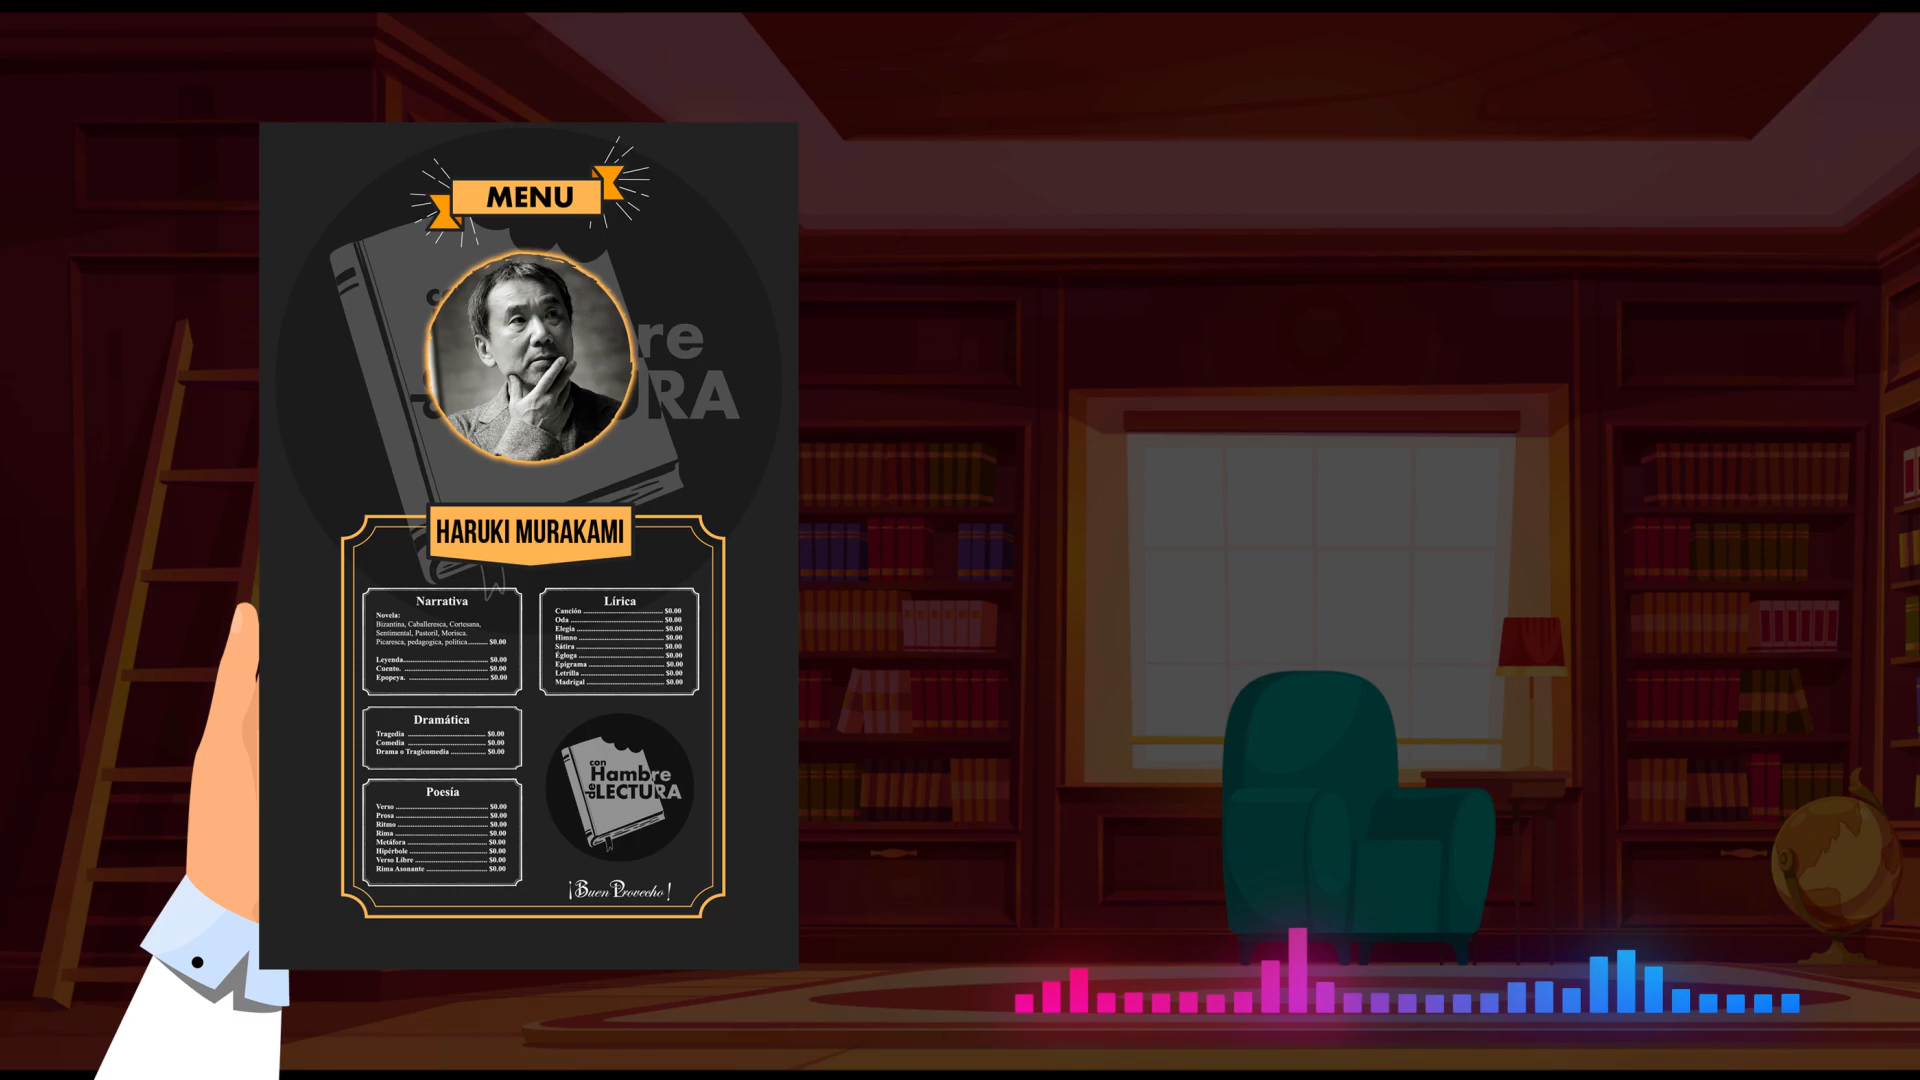 MENU
re
RA
HARUKI MURAKAMI
Narrativa
Novela:
Bizantina, Caballeresca, Cortesana,
Sentimental, Pastoril, Morisca.
Picaresca, pedagogica, política.......... $0.00
Leyenda.................................... $0.00
Cuento. .................................... $0.00
Epopeya. .................................. $0.00
Lírica
Canción .................................... $0.00
Oda .................................... $0.00
Elegía .................................... $0.00
Himno .................................... $0.00
Sátira .................................... $0.00
Égloga .................................... $0.00
Epigrama .................................... $0.00
Letrilla .................................... $0.00
Madrigal .................................... $0.00
Dramática
Tragedia .................................... $0.00
Comedia .................................... $0.00
Drama o Tragicomedia ............... $0.00
Poesía
Verso .................................... $0.00
Prosa .................................... $0.00
Ritmo .................................... $0.00
Rima .................................... $0.00
Metáfora .................................... $0.00
Hipérbole .................................... $0.00
Verso Libre .................................... $0.00
Rima Asonante .................................... $0.00
con
Hambre
de LECTURA
¡Buen Provecho!